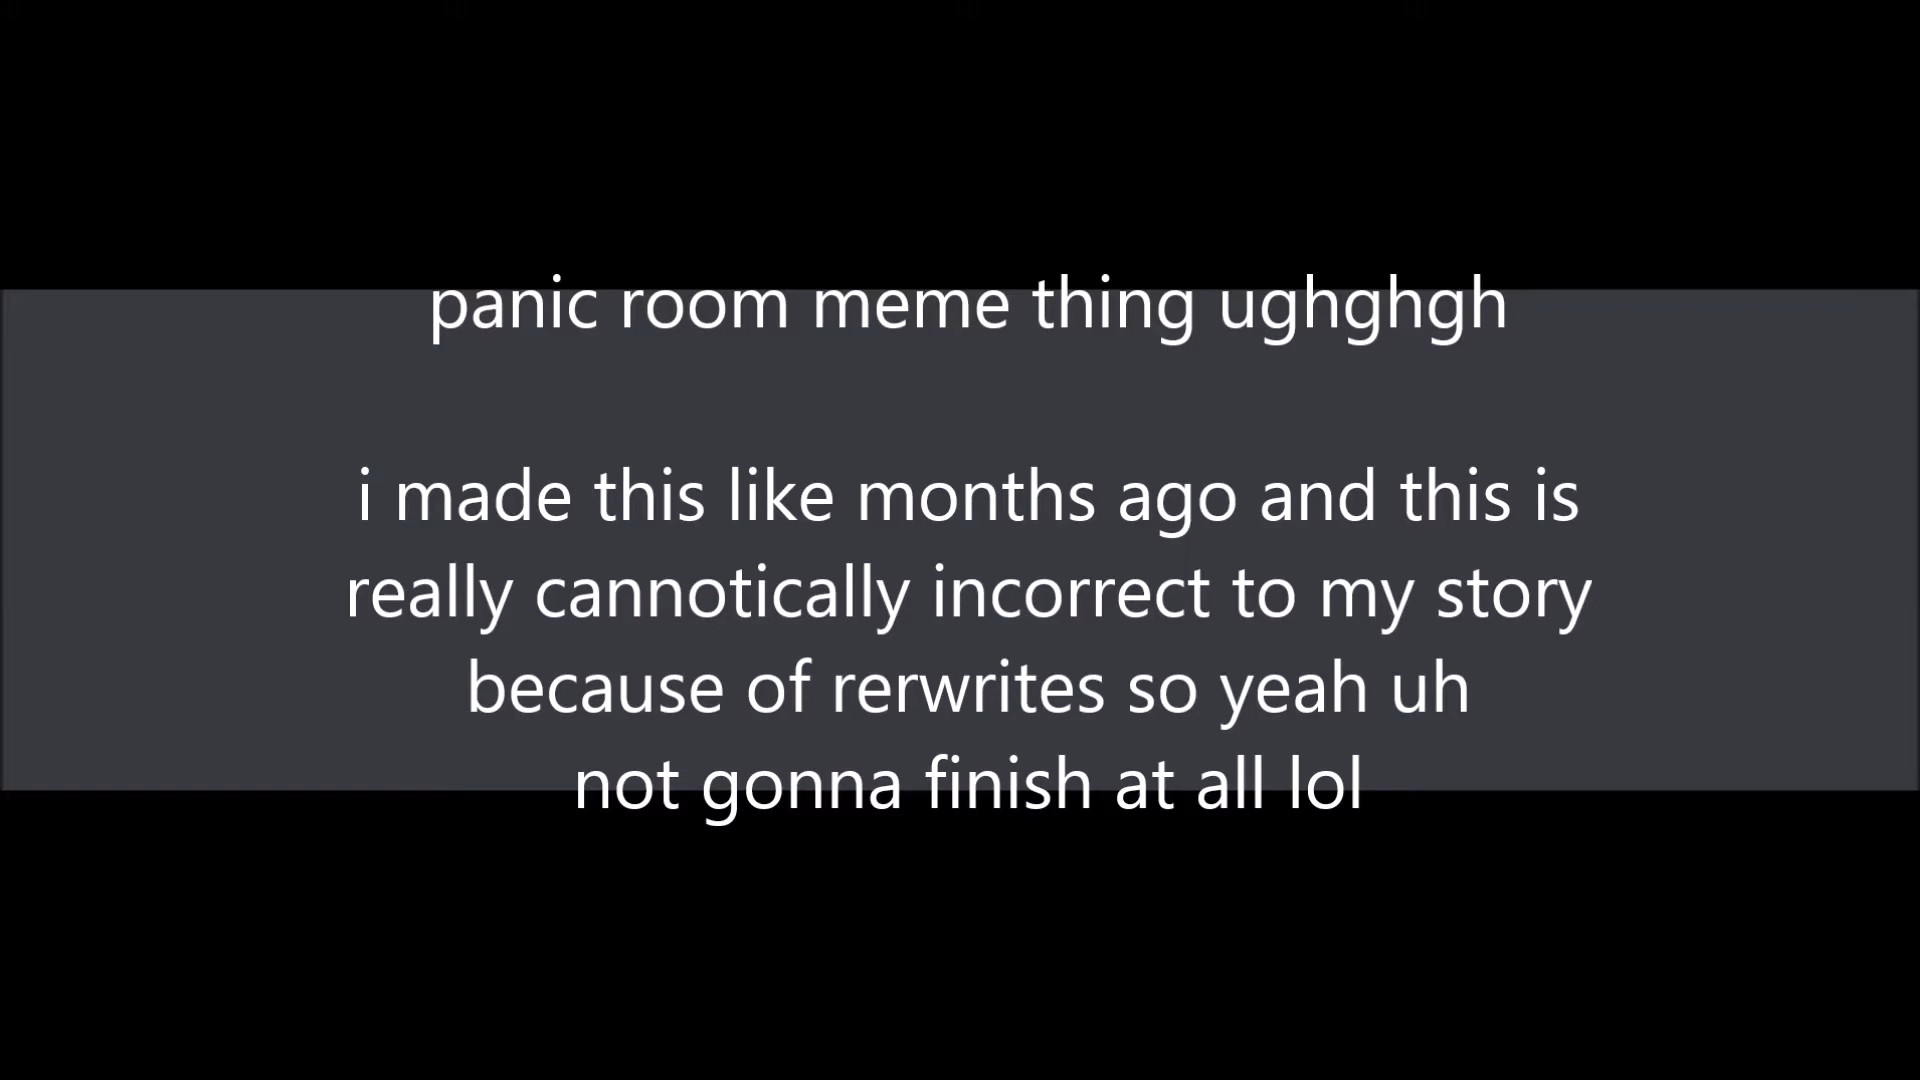 panic room meme thing ughghgh
i made this like months ago and this is
really cannotically incorrect to my story
because of rerwrites so yeah uh
not gonna finish at all lol